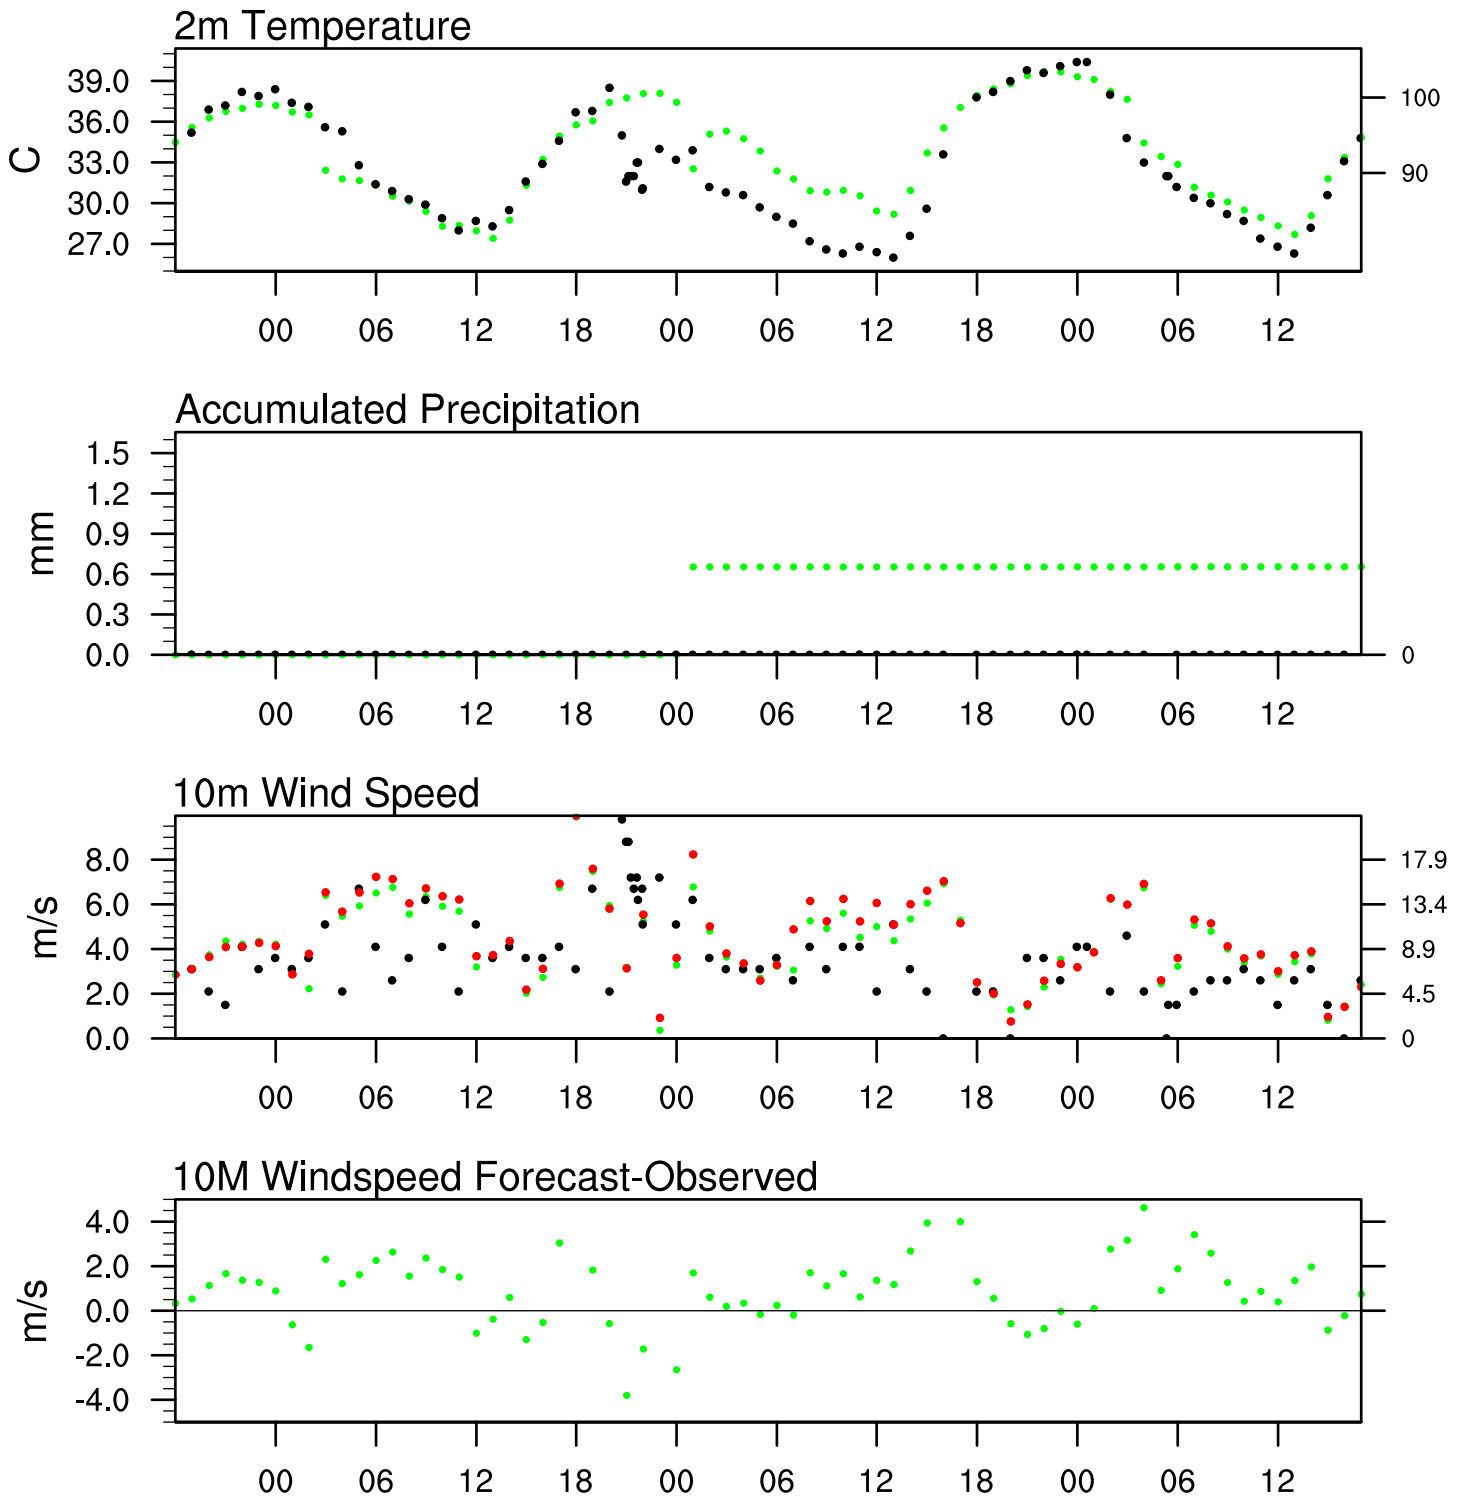 2m Temperature
39.0
36.0
33.0
30.0
27.0
C
100
90
00 06 12 18 00 06 12 18 00 06 12
Accumulated Precipitation
1.5
1.2
0.9
0.6
0.3
0.0
mm
0
00 06 12 18 00 06 12 18 00 06 12
10m Wind Speed
8.0
6.0
4.0
2.0
0.0
m/s
17.9
13.4
8.9
4.5
0
00 06 12 18 00 06 12 18 00 06 12
10M Windspeed Forecast-Observed
4.0
2.0
0.0
-2.0
-4.0
m/s
00 06 12 18 00 06 12 18 00 06 12